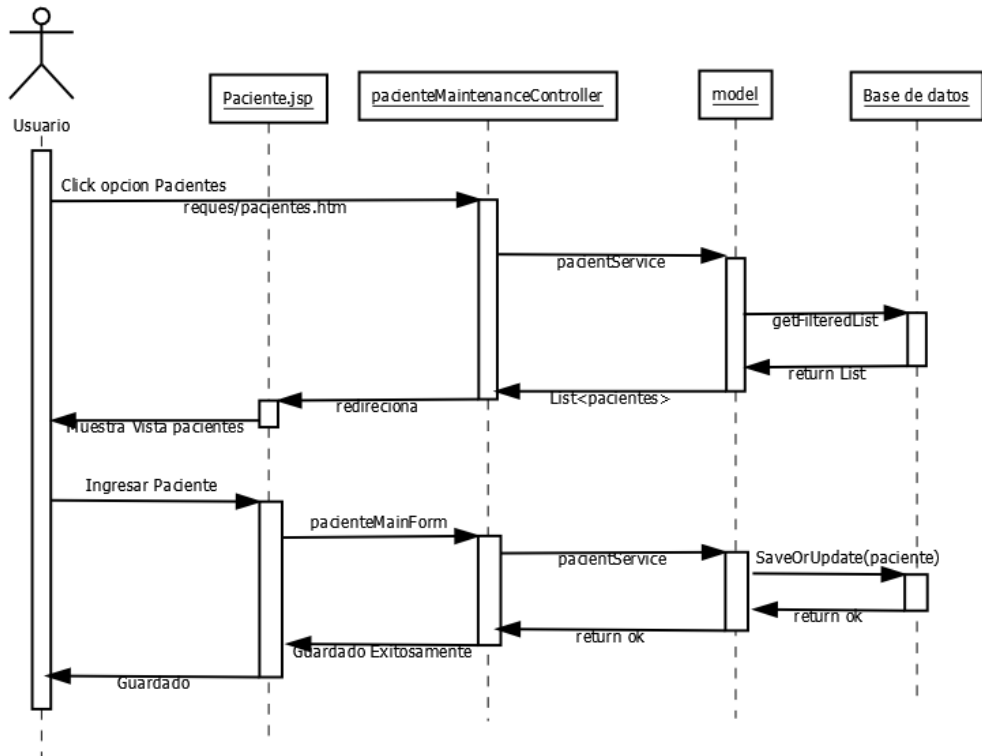 Usuario
Paciente.jsp
pacienteMaintenanceController
model
Base de datos
Click opcion Pacientes
reques/pacientes.htm
pacientService
getFilteredList
return List
List<pacientes>
redireciona
Muestra Vista pacientes
Ingresar Paciente
pacienteMainForm
pacientService
SaveOrUpdate(paciente)
return ok
return ok
Guardado Exitosamente
Guardado